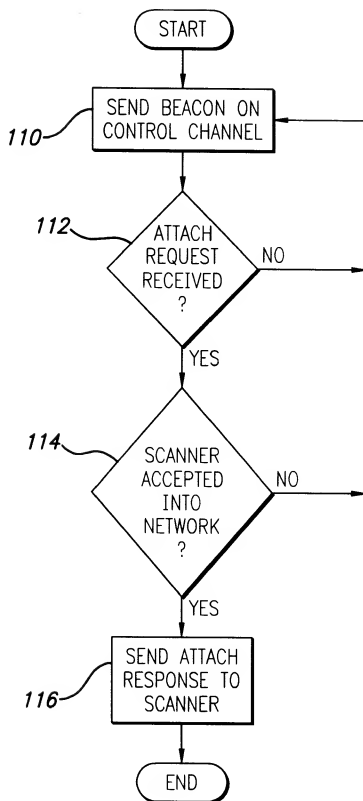 START
SEND BEACON ON
CONTROL CHANNEL
110
112
ATTACH
REQUEST
RECEIVED
?
NO
YES
114
SCANNER
ACCEPTED
INTO
NETWORK
?
NO
YES
SEND ATTACH
RESPONSE TO
SCANNER
116
END